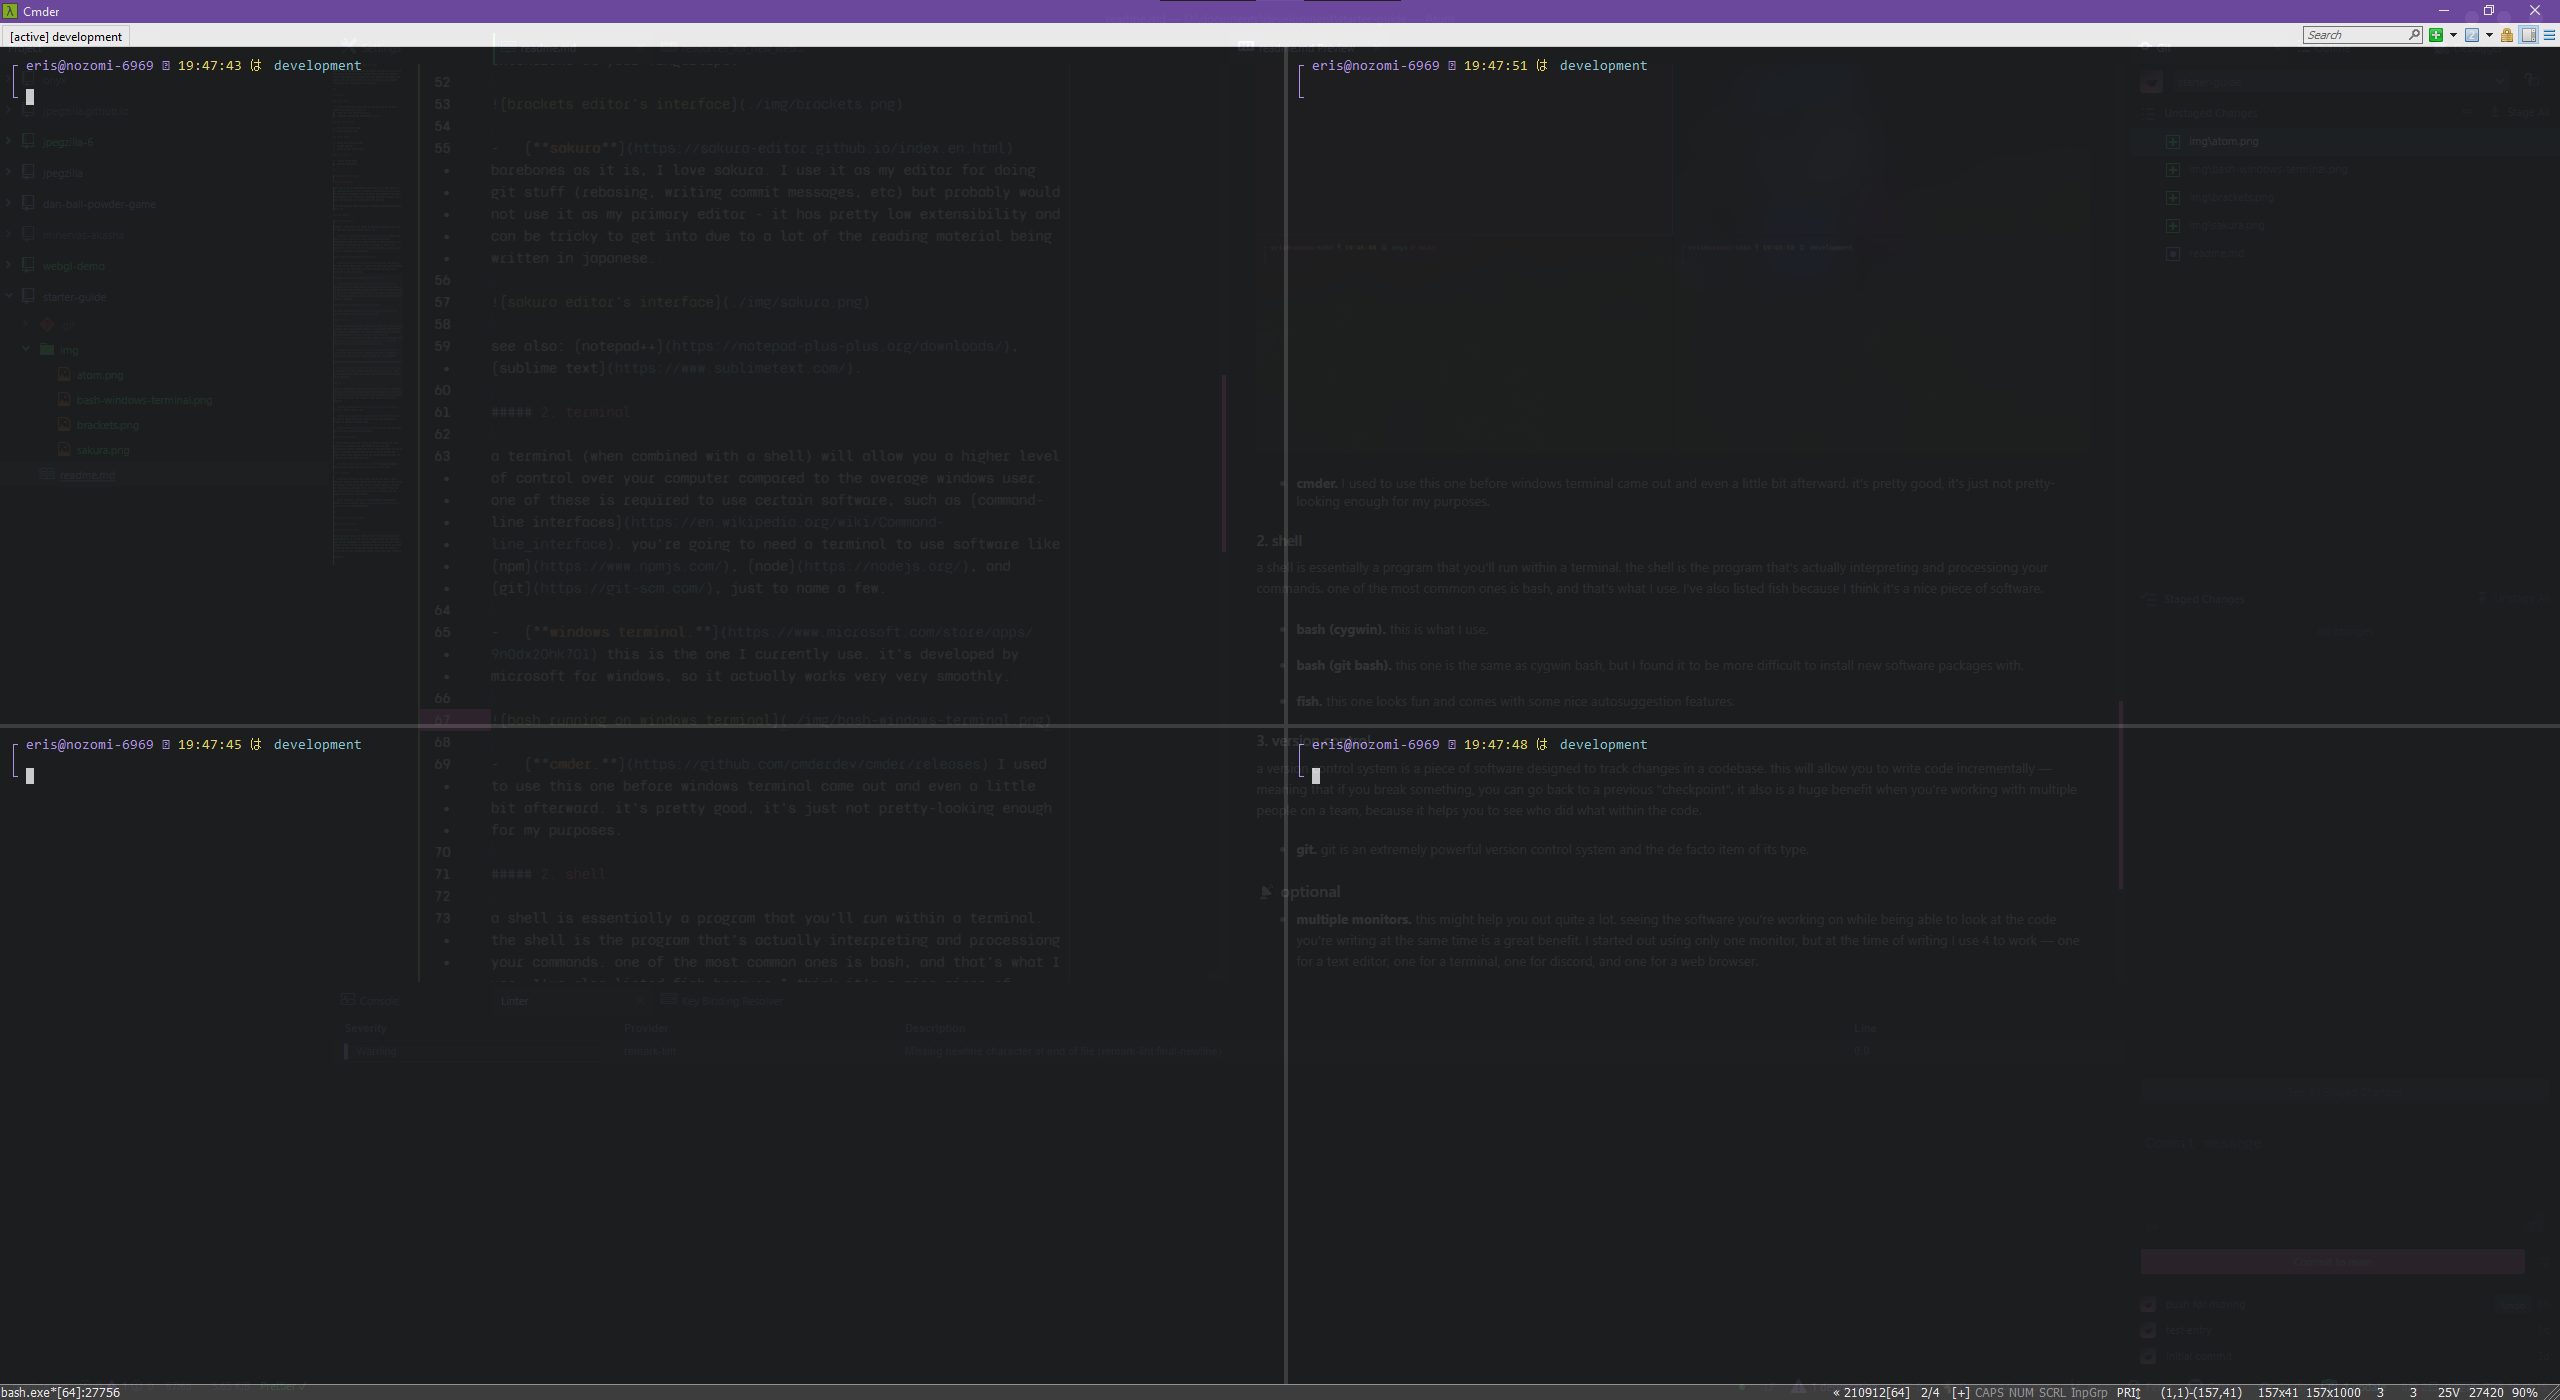 Cmder
[active] development
Search
eris@nozomi-6969 19:47:43 は development
eris@nozomi-6969 19:47:51 は development
jpegzilla-6
jpegzilla
dan-ball-powder-game
webgl-demo
starter-guide
img
atom.png
bash-windows-terminal.png
brackets.png
sakura.png
readme.md
52
53 ![brackets editor's interface](./img/brackets.png)
54
55 - [**sakura**](https://sakura-editor.github.io/index.en.html)
barebones as it is, I love sakura. I use it as my editor for doing
git stuff (rebasing, writing commit messages, etc) but probably would
not use it as my primary editor - it has pretty low extensibility and
can be tricky to get into due to a lot of the reading material being
written in japanese.
56
57 ![sakura editor's interface](./img/sakura.png)
58
59 see also: [notepad++](https://notepad-plus-plus.org/downloads/),
[sublime text](https://www.sublimetext.com/).
60
61 ##### 2. terminal
62
63 a terminal (when combined with a shell) will allow you a higher level
of control over your computer compared to the average windows user.
one of these is required to use certain software, such as [command-
line interfaces](https://en.wikipedia.org/wiki/Command-
line_interface). you're going to need a terminal to use software like
[npm](https://www.npmjs.com/), [node](https://nodejs.org/), and
[git](https://git-scm.com/), just to name a few.
64
65 - [**windows terminal.**](https://www.microsoft.com/store/apps/
9n0dx20hk701) this is the one I currently use. it's developed by
microsoft for windows, so it actually works very very smoothly.
66
67 ![bash running on windows terminal](./img/bash-windows-terminal.png)
68
69 - [**cmder.**](https://github.com/cmderdev/cmder/releases) I used
to use this one before windows terminal came out and even a little
bit afterward. it's pretty good, it's just not pretty-looking enough
for my purposes.
70
71 ##### 2. shell
72
73 a shell is essentially a program that you'll run within a terminal.
the shell is the program that's actually interpreting and processiong
your commands. one of the most common ones is bash, and that's what I
Unstaged Changes
Stage All
img\atom.png
img\bash-windows-terminal.png
img\brackets.png
img\sakura.png
readme.md
Staged Changes
cmder. I used to use this one before windows terminal came out and even a little bit afterward. it's pretty good, it's just not pretty-
looking enough for my purposes.
2. shell
a shell is essentially a program that you'll run within a terminal. the shell is the program that's actually interpreting and processiong your
commands. one of the most common ones is bash, and that's what I use. I've also listed fish because I think it's a nice piece of software.
bash (cygwin). this is what I use.
bash (git bash). this one is the same as cygwin bash, but I found it to be more difficult to install new software packages with.
fish. this one looks fun and comes with some nice autosuggestion features.
3. version control
eris@nozomi-6969 19:47:45 は development
eris@nozomi-6969 19:47:48 は development
a version control system is a piece of software designed to track changes in a codebase. this will allow you to write code incrementally —
meaning that if you break something, you can go back to a previous "checkpoint". it also is a huge benefit when you're working with multiple
people on a team, because it helps you to see who did what within the code.
git. git is an extremely powerful version control system and the de facto item of its type.
optional
multiple monitors. this might help you out quite a lot. seeing the software you're working on while being able to look at the code
you're writing at the same time is a great benefit. I started out using only one monitor, but at the time of writing I use 4 to work — one
for a text editor, one for a terminal, one for discord, and one for a web browser.
Console
Linter
Key Binding Resolver
Severity Provider Description Line
Warning
initial commit
bash.exe*[64]:27756
« 210912[64] 2/4 [+] CAPS NUM SCRL InpGrp PRI↕ (1,1)-(157,41) 157x41 157x1000 3 3 25V 27420 90%